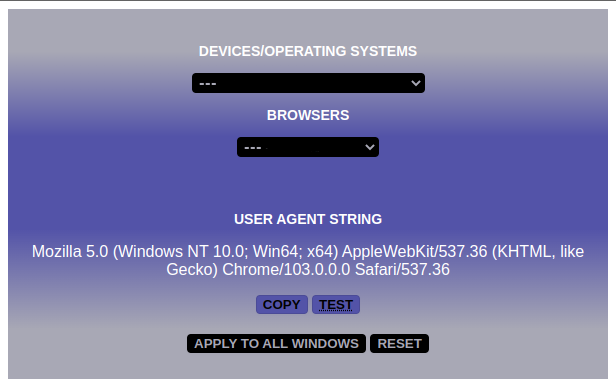 DEVICES/OPERATING SYSTEMS
---
BROWSERS
---
USER AGENT STRING
Mozilla 5.0 (Windows NT 10.0; Win64; x64) AppleWebKit/537.36 (KHTML, like
Gecko) Chrome/103.0.0.0 Safari/537.36
COPY TEST
APPLY TO ALL WINDOWS RESET